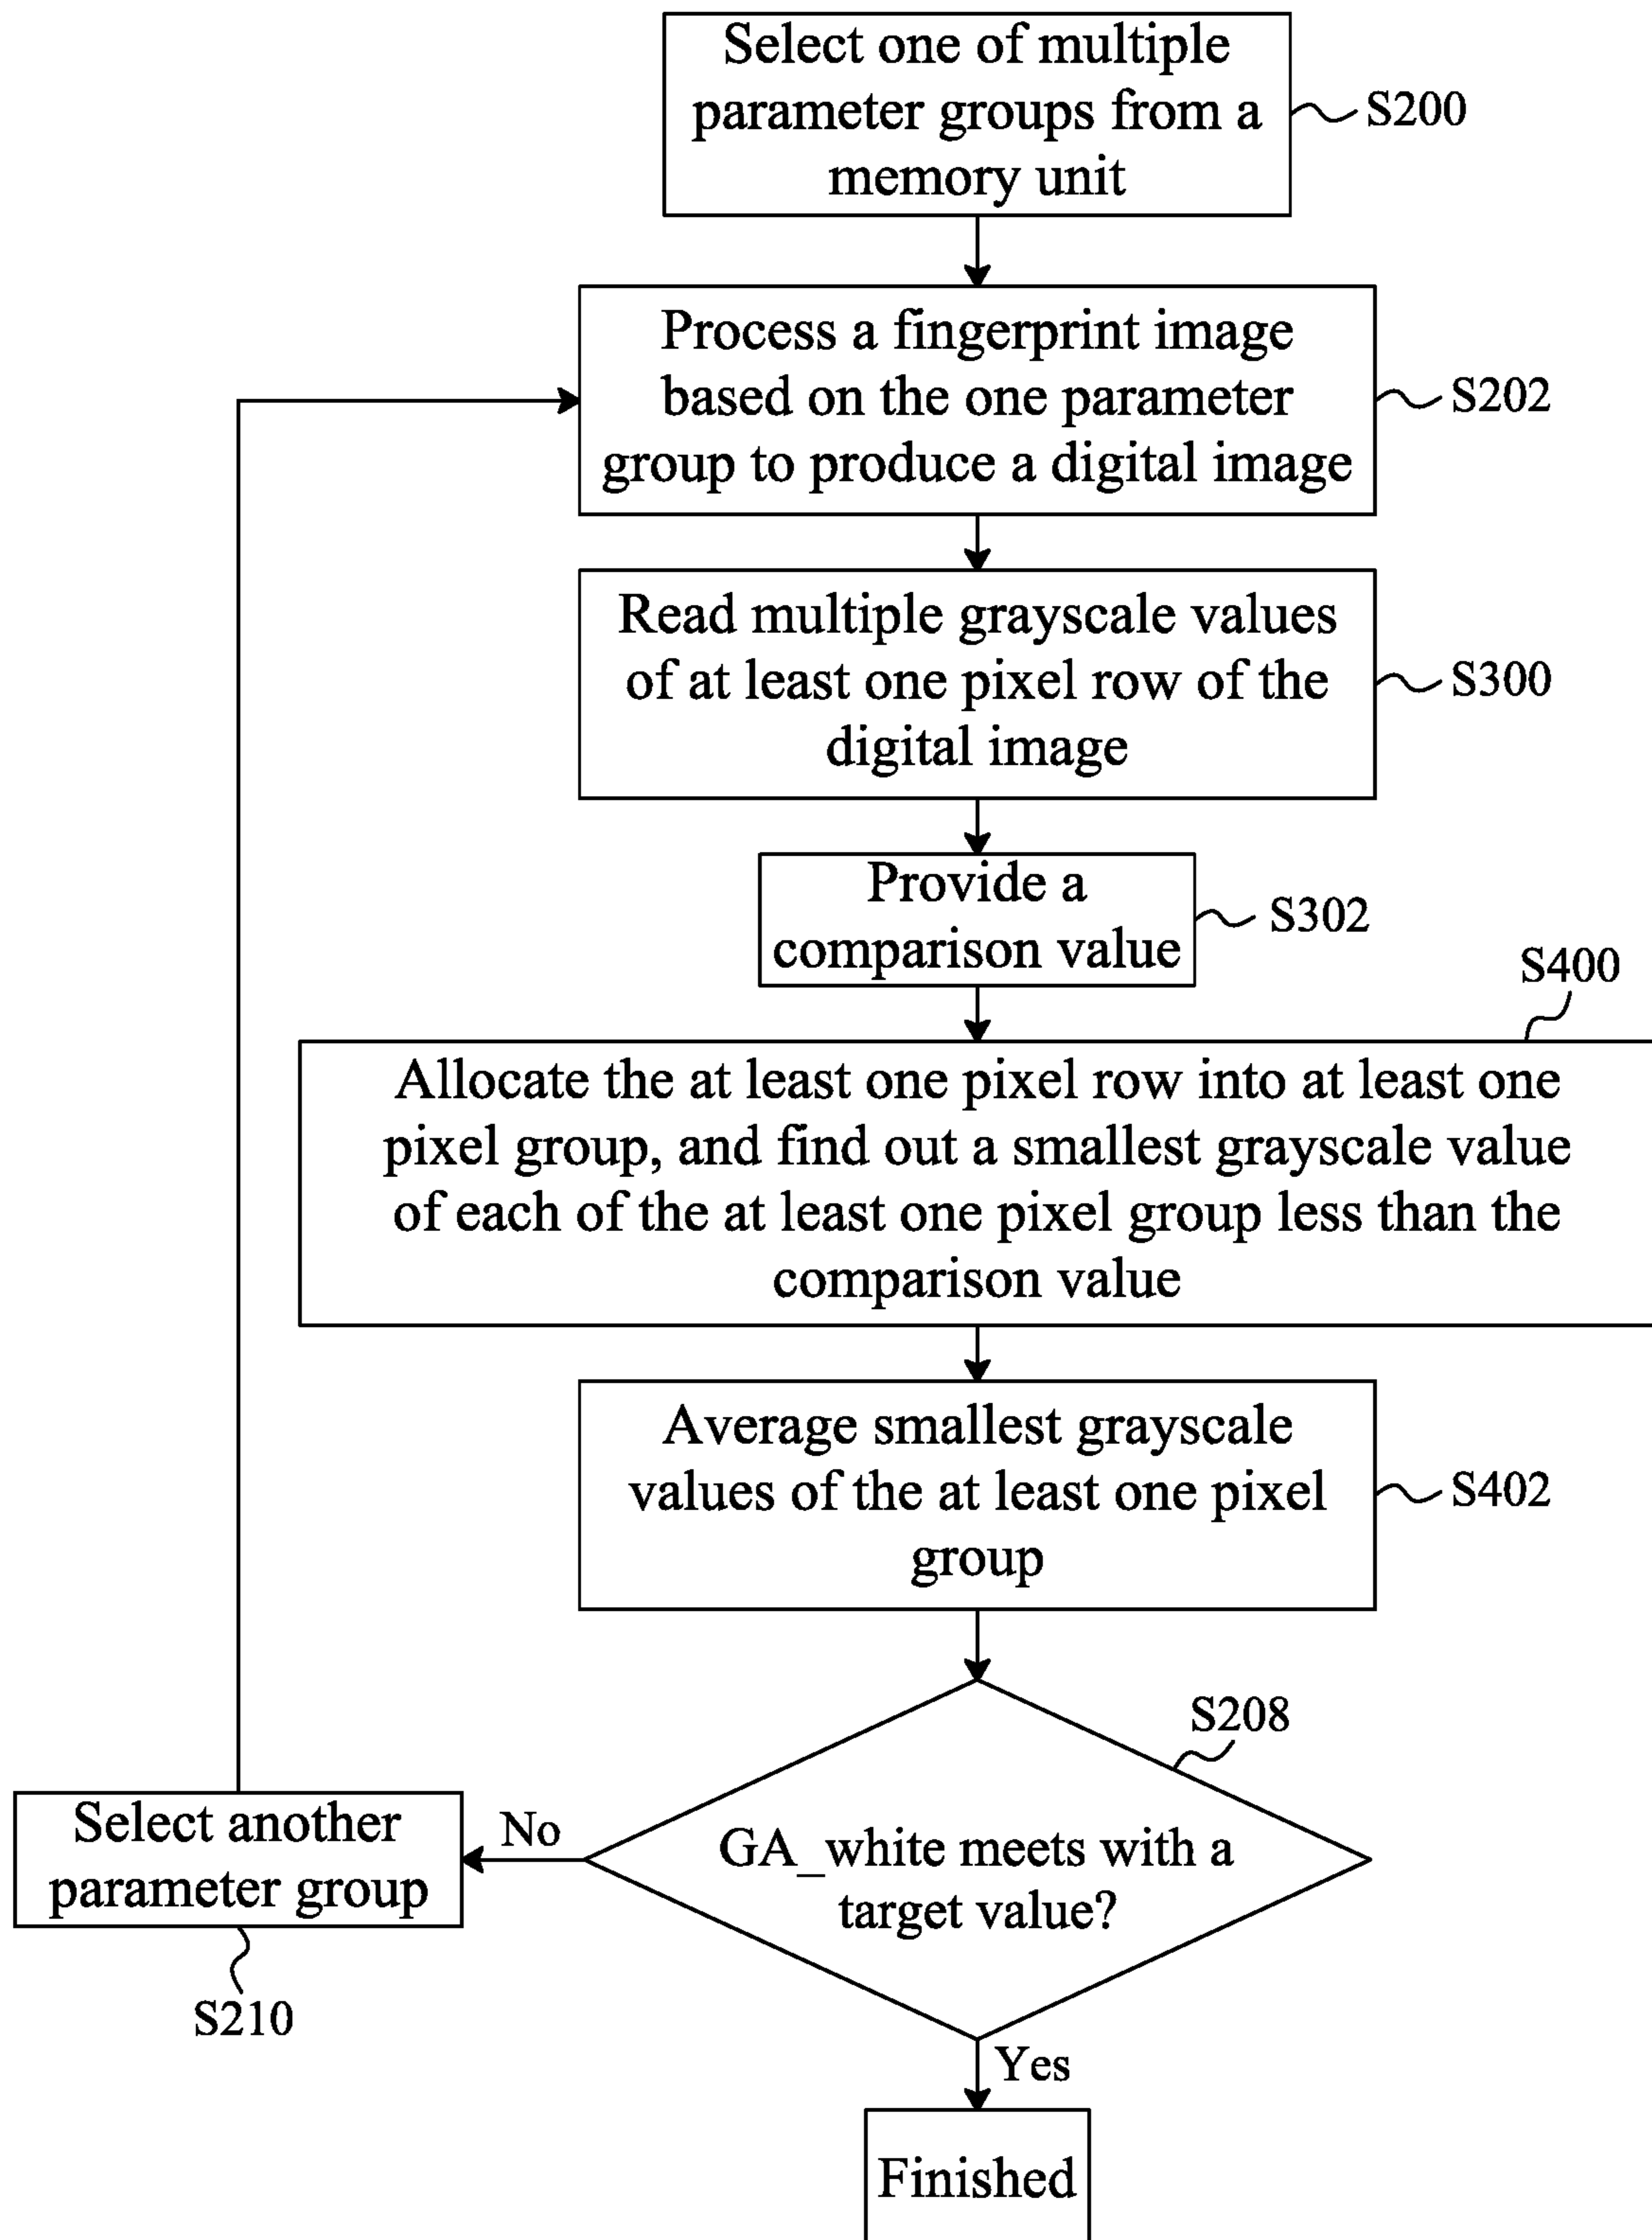 Select one of multiple
parameter groups from a
memory unit
S200
Process a fingerprint image
based on the one parameter
group to produce a digital image
S202
Read multiple grayscale values
of at least one pixel row of the
digital image
S300
Provide a
comparison value
S302
S400
Allocate the at least one pixel row into at least one
pixel group, and find out a smallest grayscale value
of each of the at least one pixel group less than the
comparison value
Average smallest grayscale
values of the at least one pixel
group
S402
S208
GA_white meets with a
target value?
No
Select another
parameter group
S210
Yes
Finished